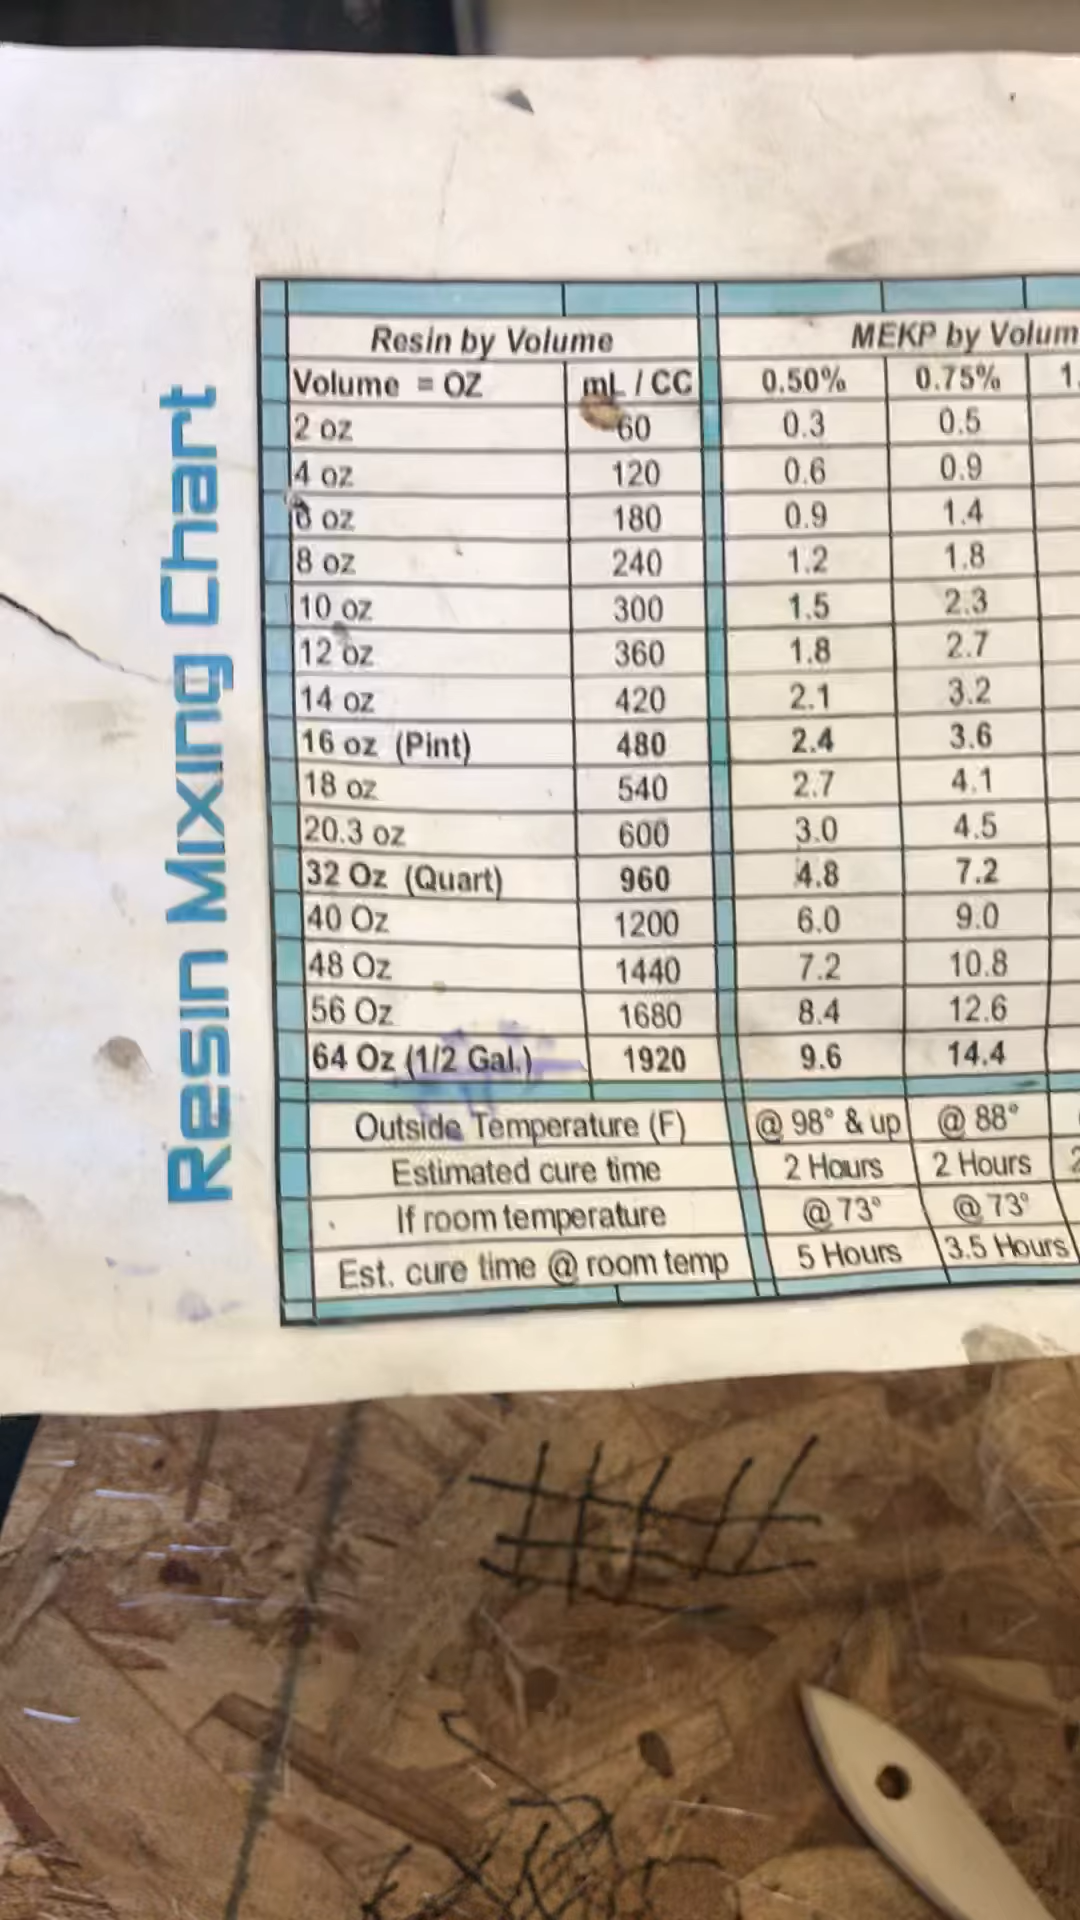 Resin Mixing Chart
Resin by Volume MEKP by Volum
Volume = OZ mL / CC 0.50% 0.75% 1.
2 oz 60 0.3 0.5
4 oz 120 0.6 0.9
6 oz 180 0.9 1.4
8 oz 240 1.2 1.8
10 oz 300 1.5 2.3
12 oz 360 1.8 2.7
14 oz 420 2.1 3.2
16 oz (Pint) 480 2.4 3.6
18 oz 540 2.7 4.1
20.3 oz 600 3.0 4.5
32 Oz (Quart) 960 4.8 7.2
40 Oz 1200 6.0 9.0
48 Oz 1440 7.2 10.8
56 Oz 1680 8.4 12.6
64 Oz (1/2 Gal.) 1920 9.6 14.4
Outside Temperature (F) @ 98° & up @ 88°
Estimated cure time 2 Hours 2 Hours 2
If room temperature @ 73° @ 73°
Est. cure time @ room temp 5 Hours 3.5 Hours